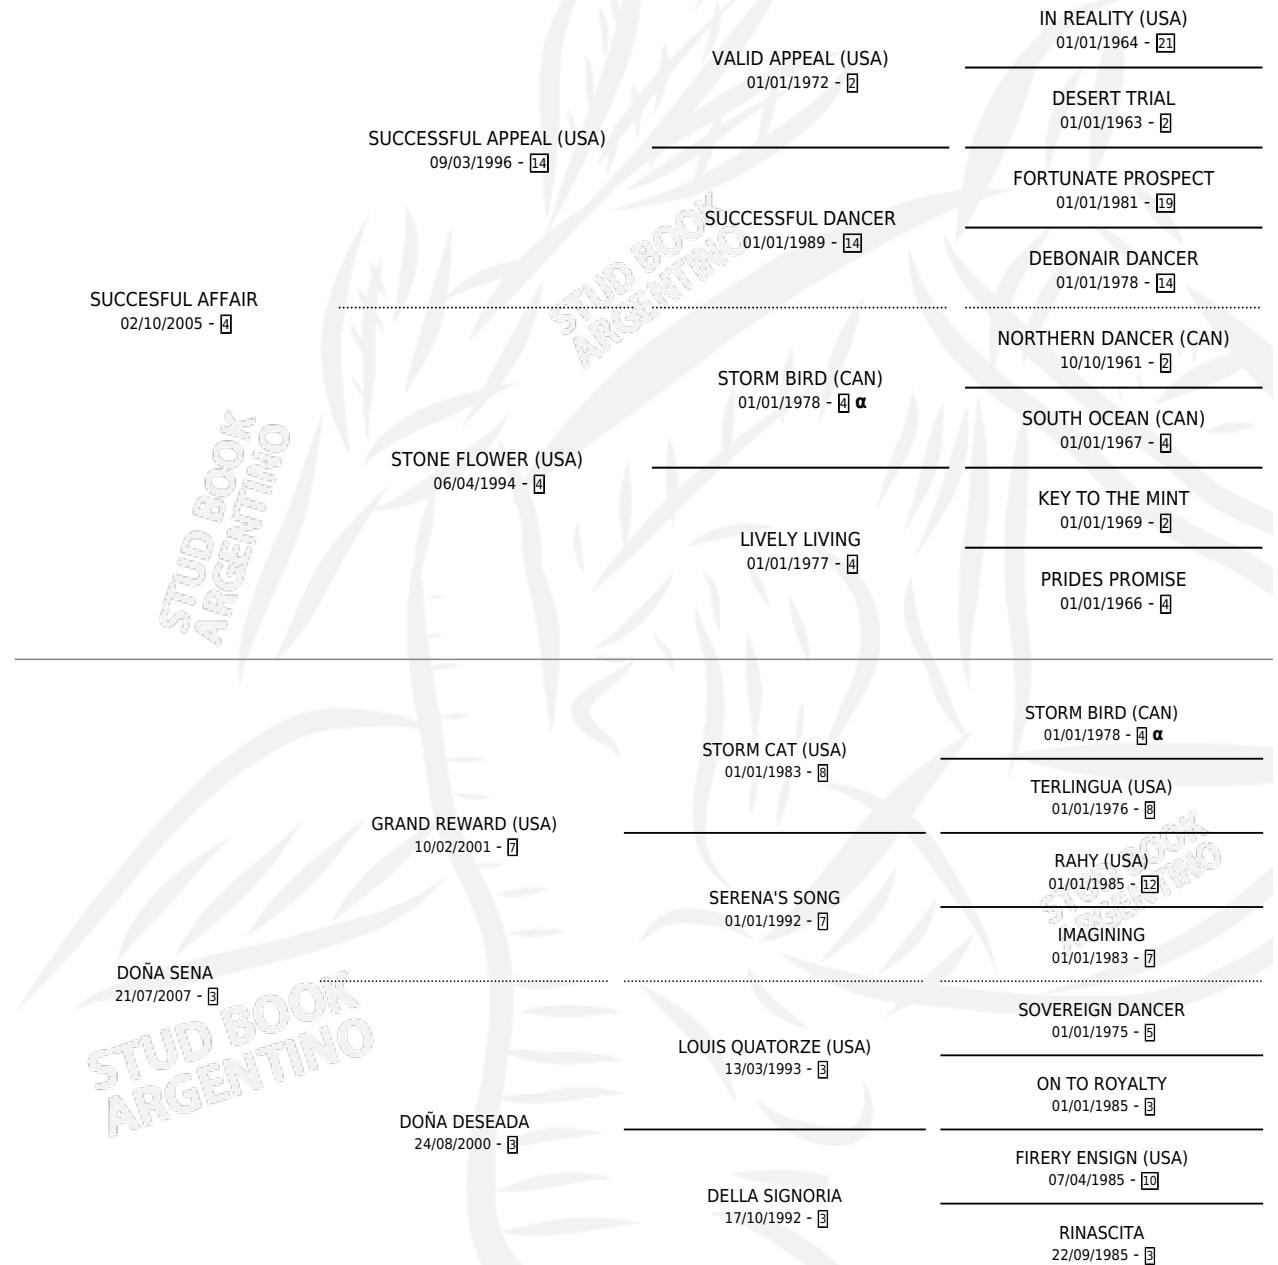 IN REALITY (USA)
01/01/1964 - 21
VALID APPEAL (USA)
01/01/1972 - 2
DESERT TRIAL
01/01/1963 - 2
SUCCESSFUL APPEAL (USA)
09/03/1996 - 14
FORTUNATE PROSPECT
01/01/1981 - 19
SUCCESSFUL DANCER
01/01/1989 - 14
DEBONAIR DANCER
01/01/1978 - 14
SUCCESFUL AFFAIR
02/10/2005 - 4
NORTHERN DANCER (CAN)
10/10/1961 - 2
STORM BIRD (CAN)
01/01/1978 - 4 α
SOUTH OCEAN (CAN)
01/01/1967 - 4
STONE FLOWER (USA)
06/04/1994 - 4
KEY TO THE MINT
01/01/1969 - 2
LIVELY LIVING
01/01/1977 - 4
PRIDES PROMISE
01/01/1966 - 4
STORM BIRD (CAN)
01/01/1978 - 4 α
STORM CAT (USA)
01/01/1983 - 8
TERLINGUA (USA)
01/01/1976 - 8
GRAND REWARD (USA)
10/02/2001 - 7
RAHY (USA)
01/01/1985 - 12
SERENA'S SONG
01/01/1992 - 7
IMAGINING
01/01/1983 - 7
DOÑA SENA
21/07/2007 - 3
SOVEREIGN DANCER
01/01/1975 - 5
LOUIS QUATORZE (USA)
13/03/1993 - 3
ON TO ROYALTY
01/01/1985 - 3
DOÑA DESEADA
24/08/2000 - 3
FIRERY ENSIGN (USA)
07/04/1985 - 10
DELLA SIGNORIA
17/10/1992 - 3
RINASCITA
22/09/1985 - 3
STUD BOOK
ARGENTINO
STUD BOOK
ARGENTINO
STUD BOOK
ARGENTINO
STUD BOOK
ARGENTINO